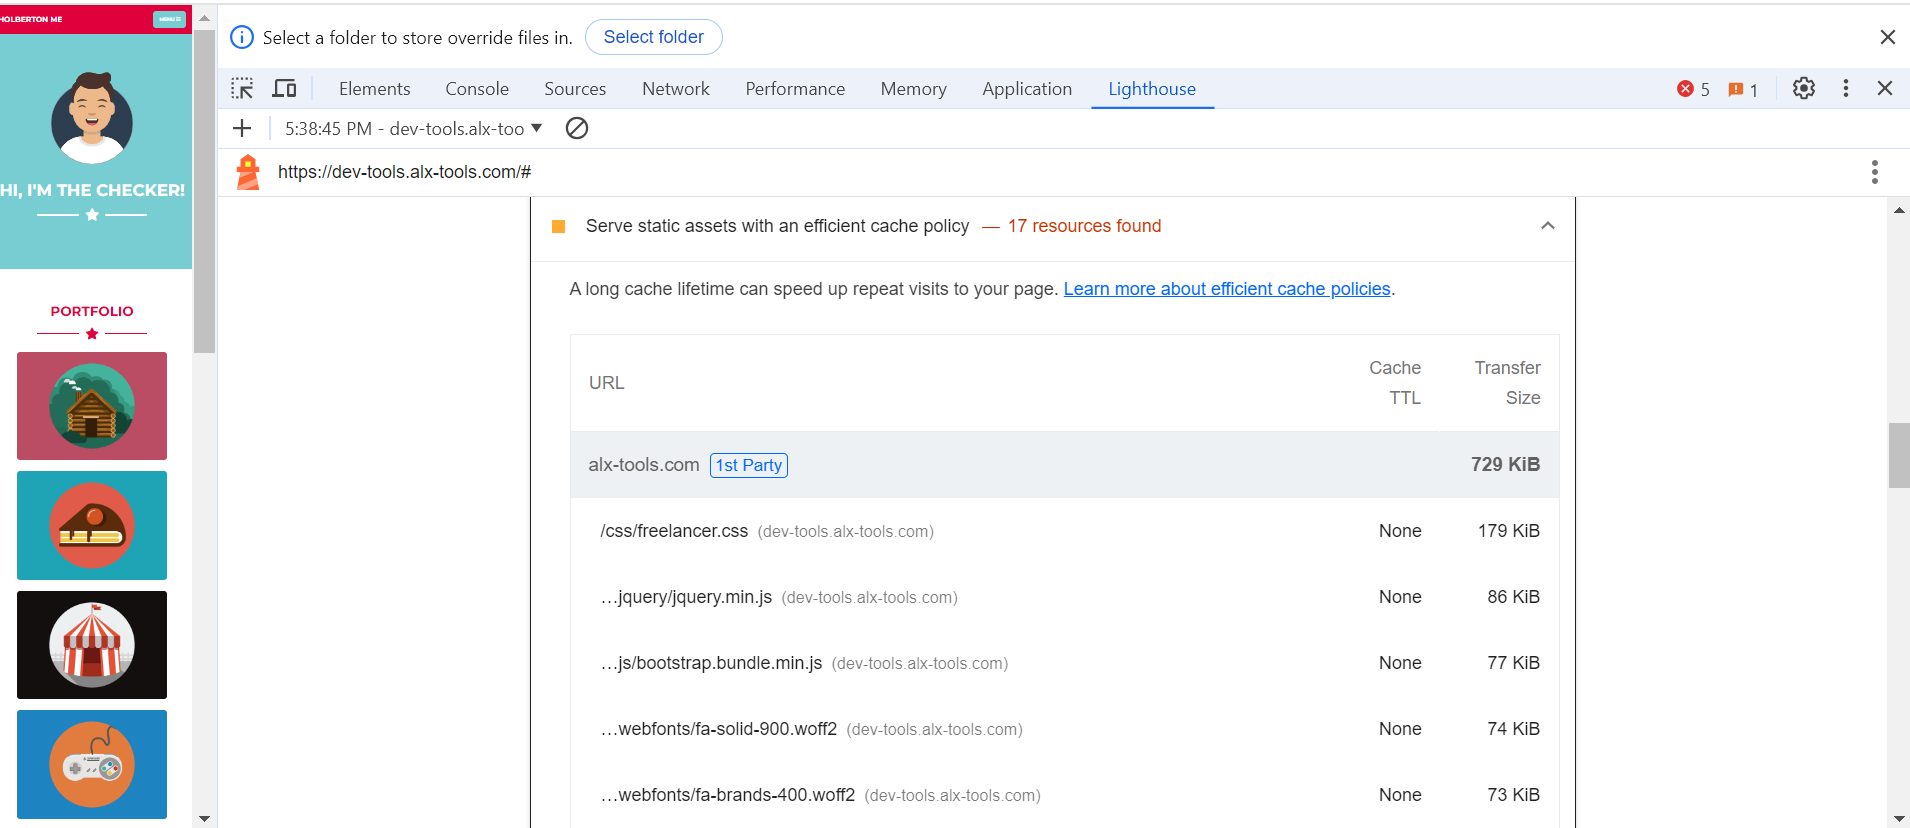 HOLBERTON ME
MENU
HI, I'M THE CHECKER!
PORTFOLIO
Select a folder to store override files in. Select folder
Elements Console Sources Network Performance Memory Application Lighthouse 5 1
5:38:45 PM - dev-tools.alx-too
https://dev-tools.alx-tools.com/#
Serve static assets with an efficient cache policy — 17 resources found
A long cache lifetime can speed up repeat visits to your page. Learn more about efficient cache policies.
URL Cache TTL Transfer Size
alx-tools.com 1st Party 729 KiB
/css/freelancer.css (dev-tools.alx-tools.com) None 179 KiB
…jquery/jquery.min.js (dev-tools.alx-tools.com) None 86 KiB
…js/bootstrap.bundle.min.js (dev-tools.alx-tools.com) None 77 KiB
…webfonts/fa-solid-900.woff2 (dev-tools.alx-tools.com) None 74 KiB
…webfonts/fa-brands-400.woff2 (dev-tools.alx-tools.com) None 73 KiB